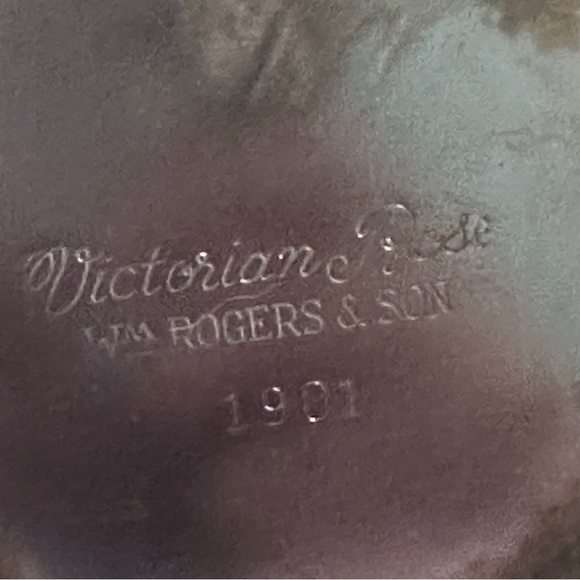 Victorian Rose
WM ROGERS & SON
1901